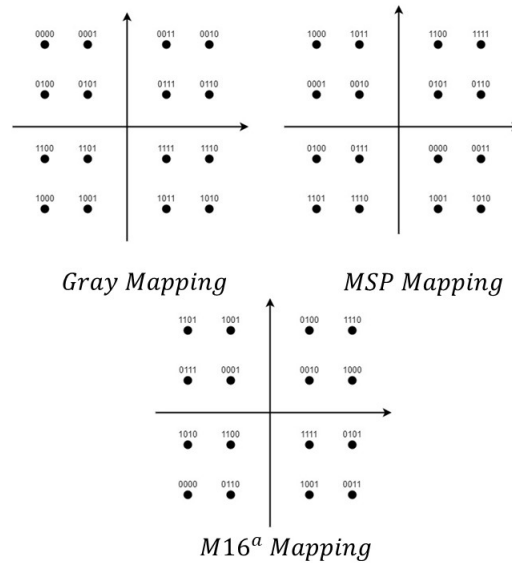 0000 0001 0011 0010
0100 0101 0111 0110
1100 1101 1111 1110
1000 1001 1011 1010
Gray Mapping
1000 1011 1100 1111
0001 0010 0101 0110
0100 0111 0000 0011
1101 1110 1001 1010
MSP Mapping
1101 1001 0100 1110
0111 0001 0010 1000
1010 1100 1111 0101
0000 0110 1001 0011
M16ᵃ Mapping